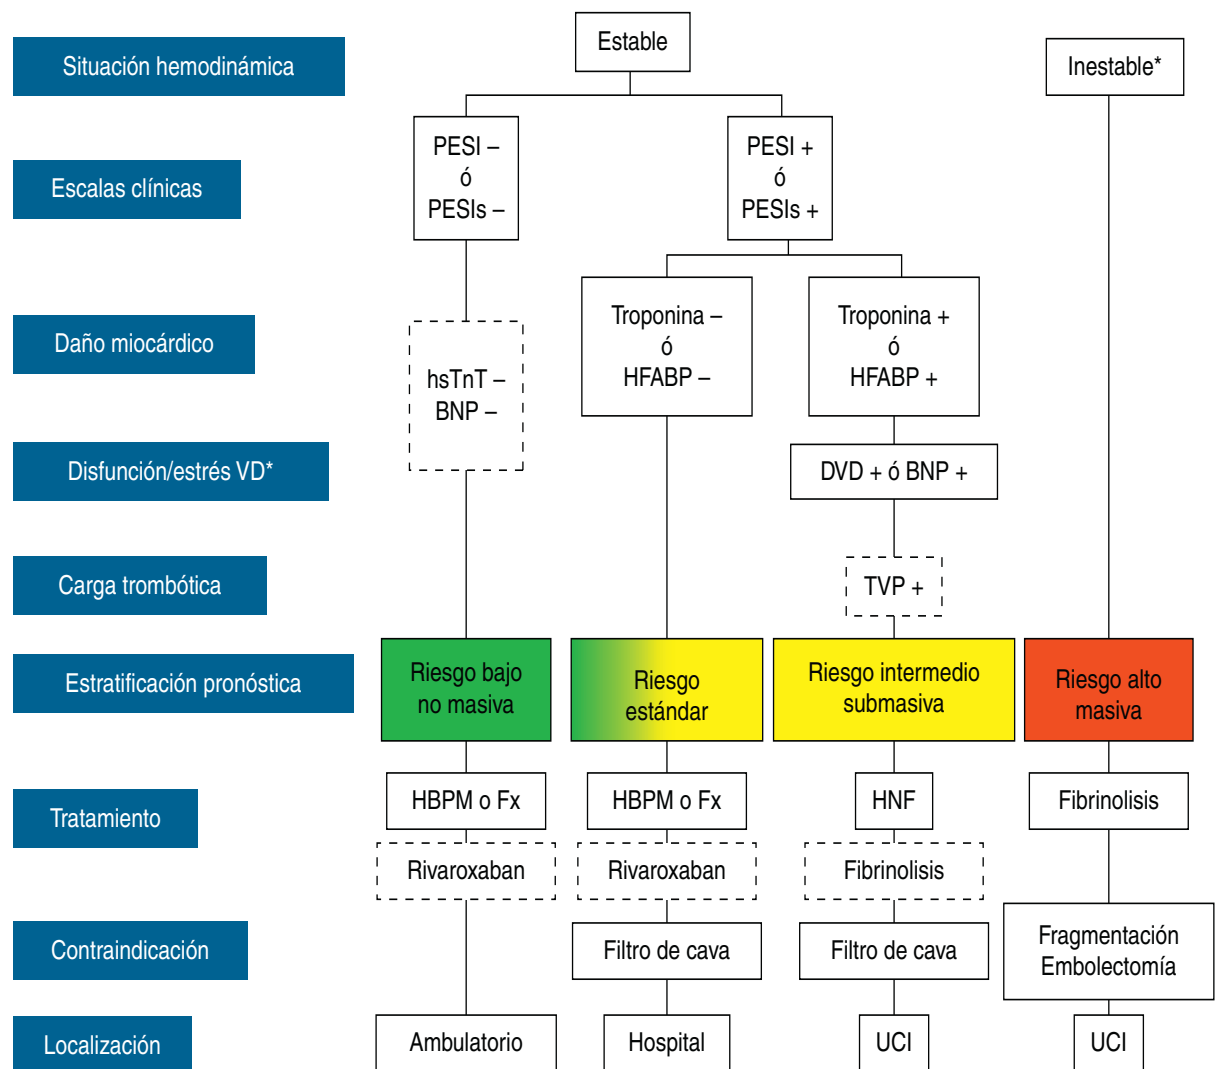 Situación hemodinámica
Estable
Inestable*
Escalas clínicas
PESI –
ó
PESIs –
PESI +
ó
PESIs +
Daño miocárdico
hsTnT –
BNP –
Troponina –
ó
HFABP –
Troponina +
ó
HFABP +
Disfunción/estrés VD*
DVD + ó BNP +
Carga trombótica
TVP +
Estratificación pronóstica
Riesgo bajo
no masiva
Riesgo
estándar
Riesgo intermedio
submasiva
Riesgo alto
masiva
Tratamiento
HBPM o Fx
HBPM o Fx
HNF
Fibrinolisis
Rivaroxaban
Rivaroxaban
Fibrinolisis
Contraindicación
Filtro de cava
Filtro de cava
Fragmentación
Embolectomía
Localización
Ambulatorio
Hospital
UCI
UCI